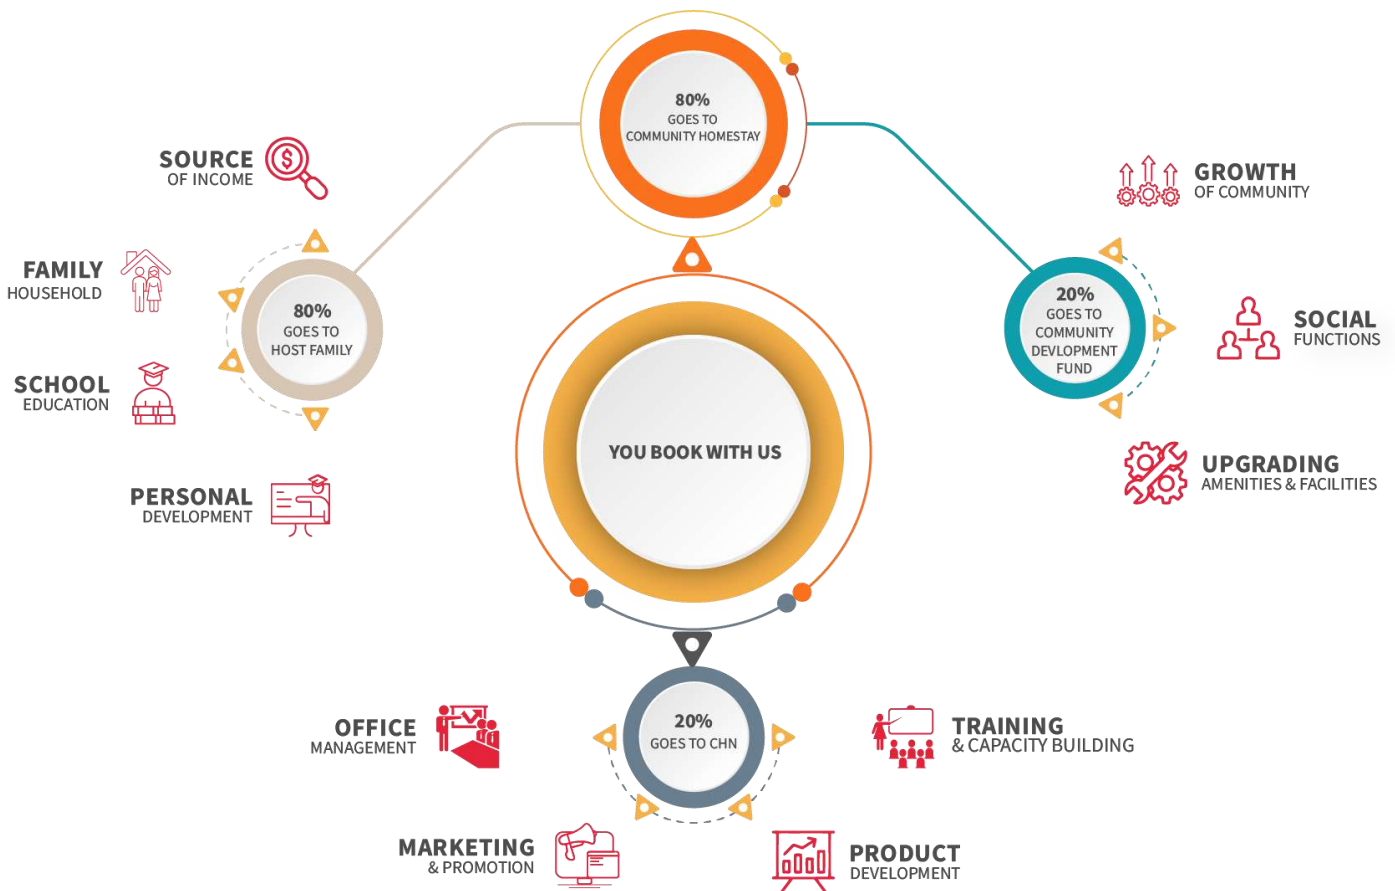 80%
GOES TO
COMMUNITY HOMESTAY
SOURCE
OF INCOME
FAMILY
HOUSEHOLD
SCHOOL
EDUCATION
PERSONAL
DEVELOPMENT
80%
GOES TO
HOST FAMILY
20%
GOES TO
COMMUNITY
DEVLOPMENT
FUND
GROWTH
OF COMMUNITY
SOCIAL
FUNCTIONS
UPGRADING
AMENITIES & FACILITIES
YOU BOOK WITH US
20%
GOES TO CHN
OFFICE
MANAGEMENT
MARKETING
& PROMOTION
TRAINING
& CAPACITY BUILDING
PRODUCT
DEVELOPMENT